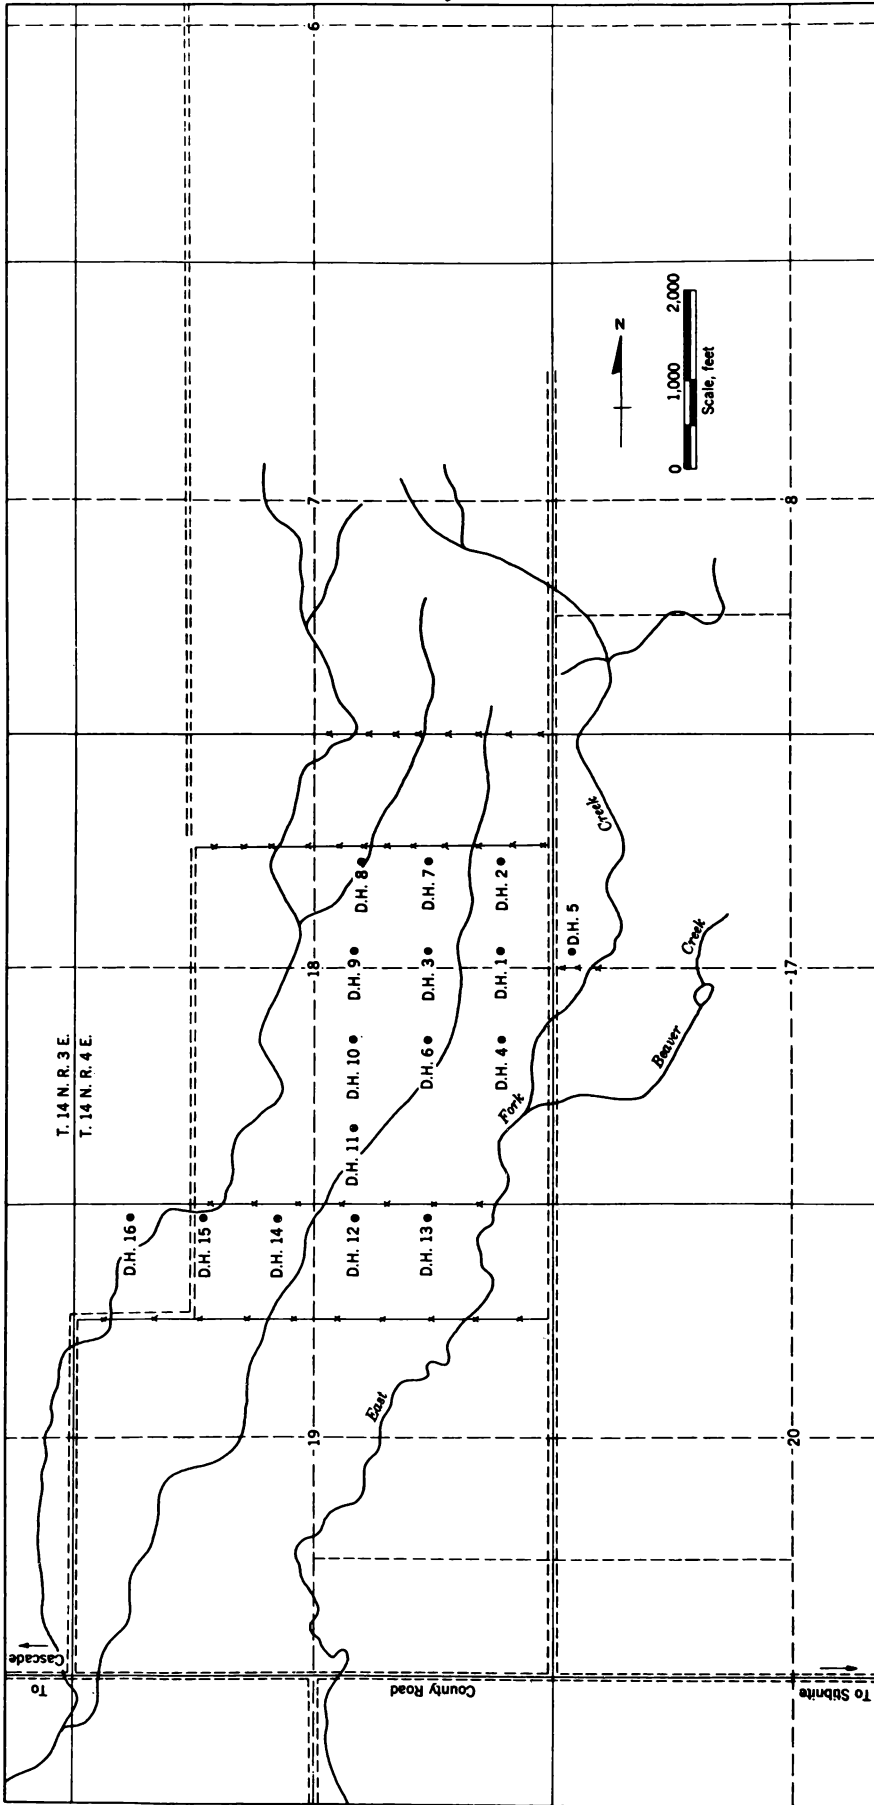 T. 14 N. R. 3 E.
T. 14 N. R. 4 E.
6
7
8
18
17
19
20
D.H. 16
D.H. 15
D.H. 14
D.H. 12
D.H. 13
D.H. 11
D.H. 10
D.H. 6
D.H. 4
D.H. 9
D.H. 3
D.H. 1
D.H. 8
D.H. 7
D.H. 2
D.H. 5
East
Fork
Creek
Beaver
Creek
To
Cascade
County Road
To Stibnite
N
0 1,000 2,000
Scale, feet